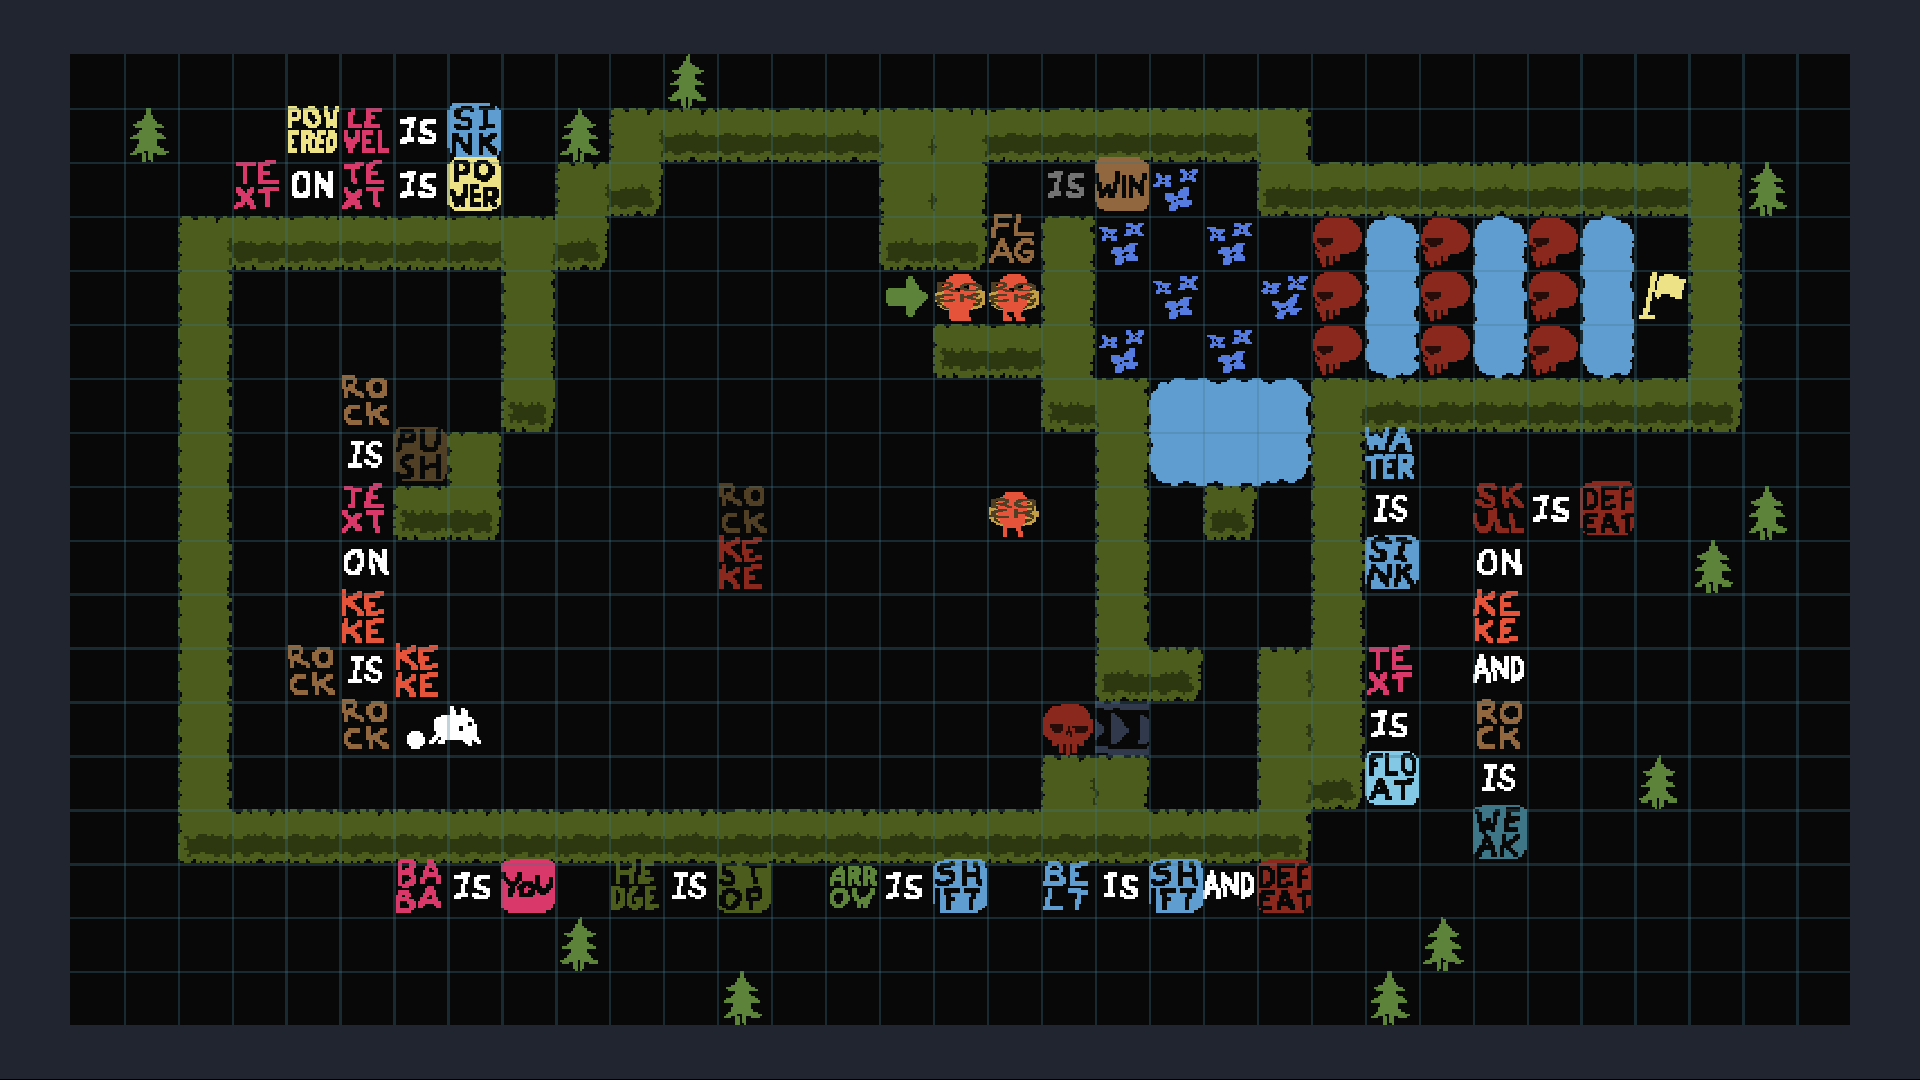 POWERED LEVEL IS SINK
TEXT ON TEXT IS POWER
IS WIN
FLAG
ROCK
IS PUSH
TEXT
ON
KEKE
ROCK IS KEKE
ROCK
ROCK
KEKE
WATER
IS
SINK
SKULL IS DEFEAT
ON
KEKE
AND
ROCK
IS
WEAK
TEXT
IS
FLOAT
BABA IS YOU
HEDGE IS STOP
ARROW IS SHIFT
BELT IS SHIFT AND DEFEAT